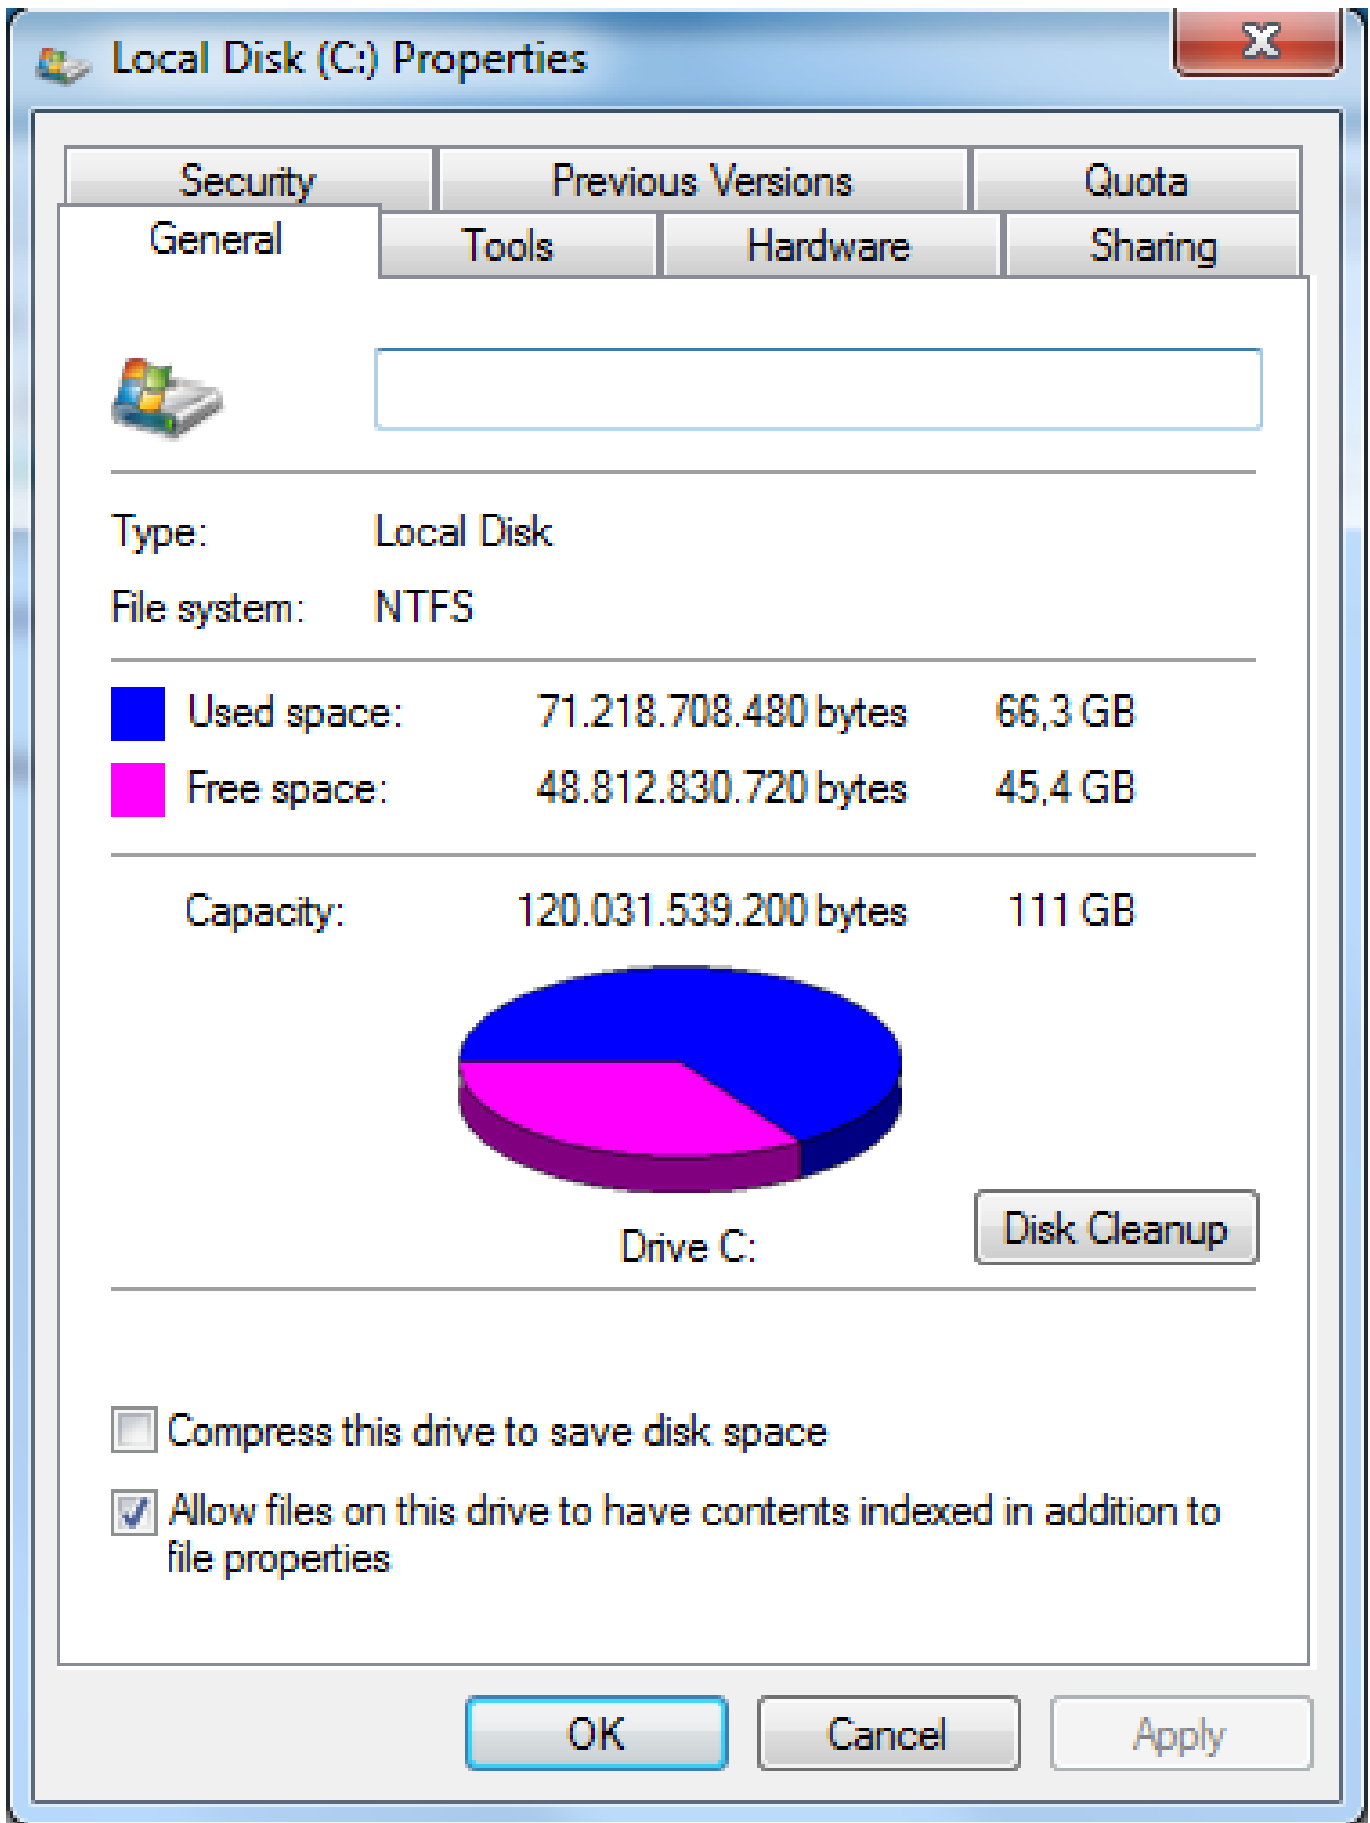 Local Disk (C:) Properties
Security Previous Versions Quota
General Tools Hardware Sharing
Type: Local Disk
File system: NTFS
Used space: 71.218.708.480 bytes 66,3 GB
Free space: 48.812.830.720 bytes 45,4 GB
Capacity: 120.031.539.200 bytes 111 GB
Drive C:
Disk Cleanup
Compress this drive to save disk space
Allow files on this drive to have contents indexed in addition to
file properties
OK Cancel Apply